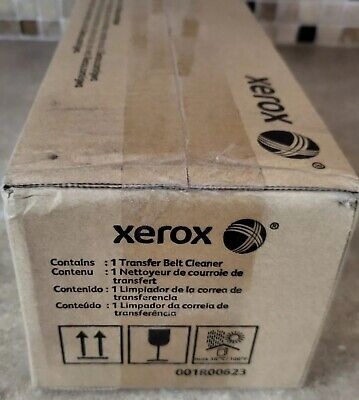 xerox
xerox
Contains : 1 Transfer Belt Cleaner
Contenu : 1 Nettoyeur de courroie de
transfert
Contenido : 1 Limpiador de la correa de
transferencia
Conteúdo : 1 Limpador da correia de
transferência
001R00623